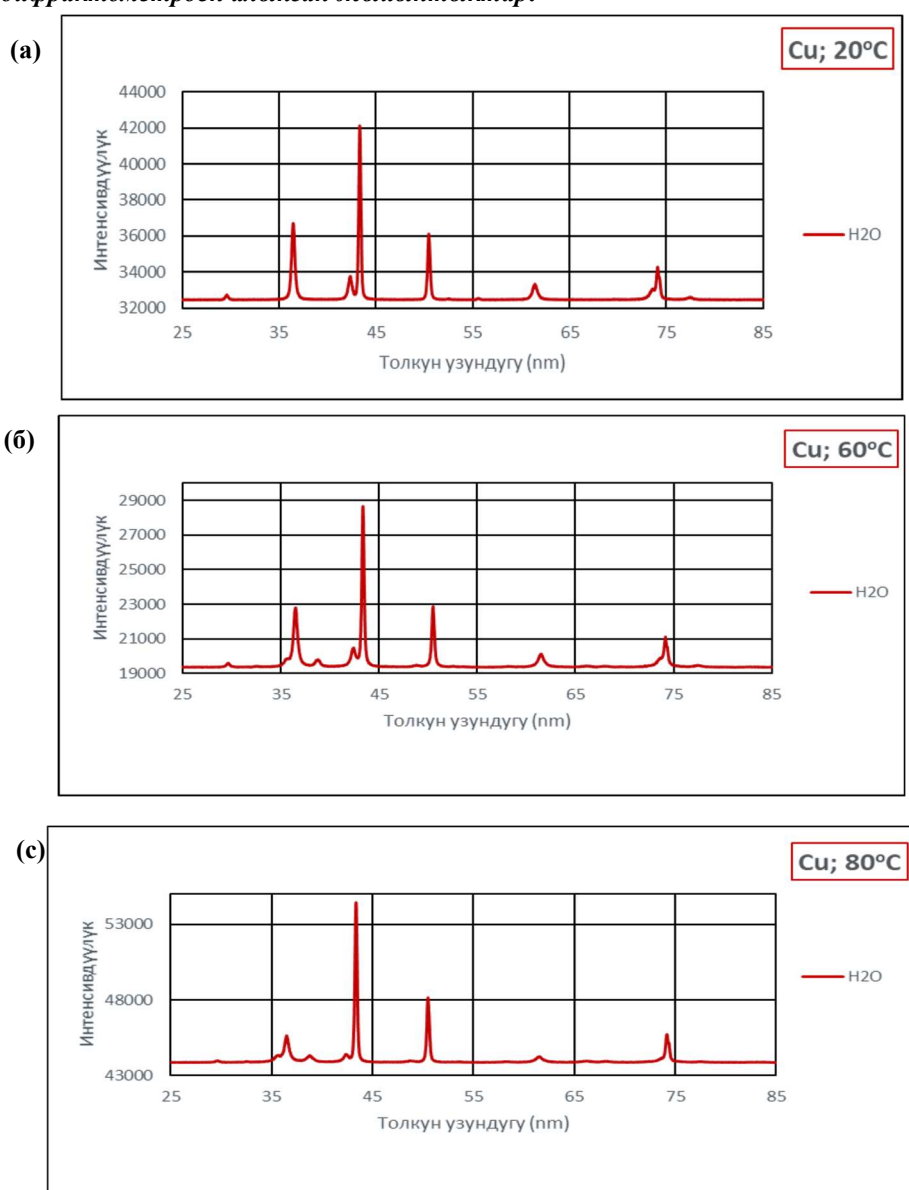 (а)
Cu; 20°C
44000
42000
40000
38000
36000
34000
32000
Интенсивдүүлүк
25 35 45 55 65 75 85
Толкун узундугу (nm)
H2O
(б)
Cu; 60°C
29000
27000
25000
23000
21000
19000
Интенсивдүүлүк
25 35 45 55 65 75 85
Толкун узундугу (nm)
H2O
(с)
Cu; 80°C
53000
48000
43000
Интенсивдүүлүк
25 35 45 55 65 75 85
Толкун узундугу (nm)
H2O